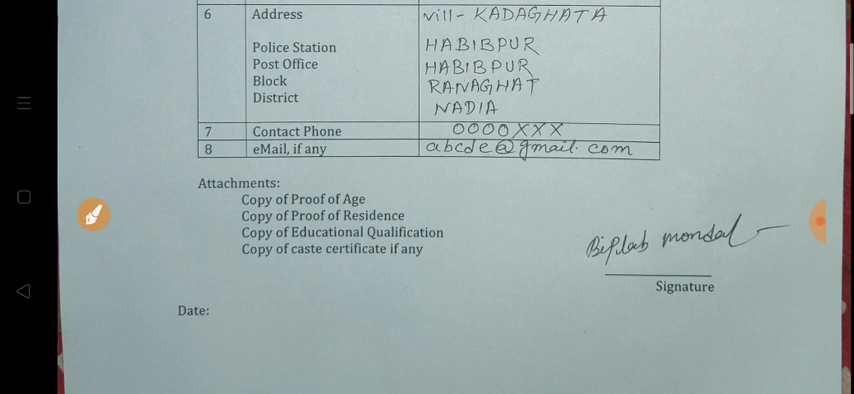 6 Address vill- KADAGHATA
Police Station HABIBPUR
Post Office HABIBPUR
Block RANAGHAT
District NADIA
7 Contact Phone 0000XXX
8 eMail, if any abcde@gmail.com
Attachments:
Copy of Proof of Age
Copy of Proof of Residence
Copy of Educational Qualification
Copy of caste certificate if any
Biplab mondal
Signature
Date: